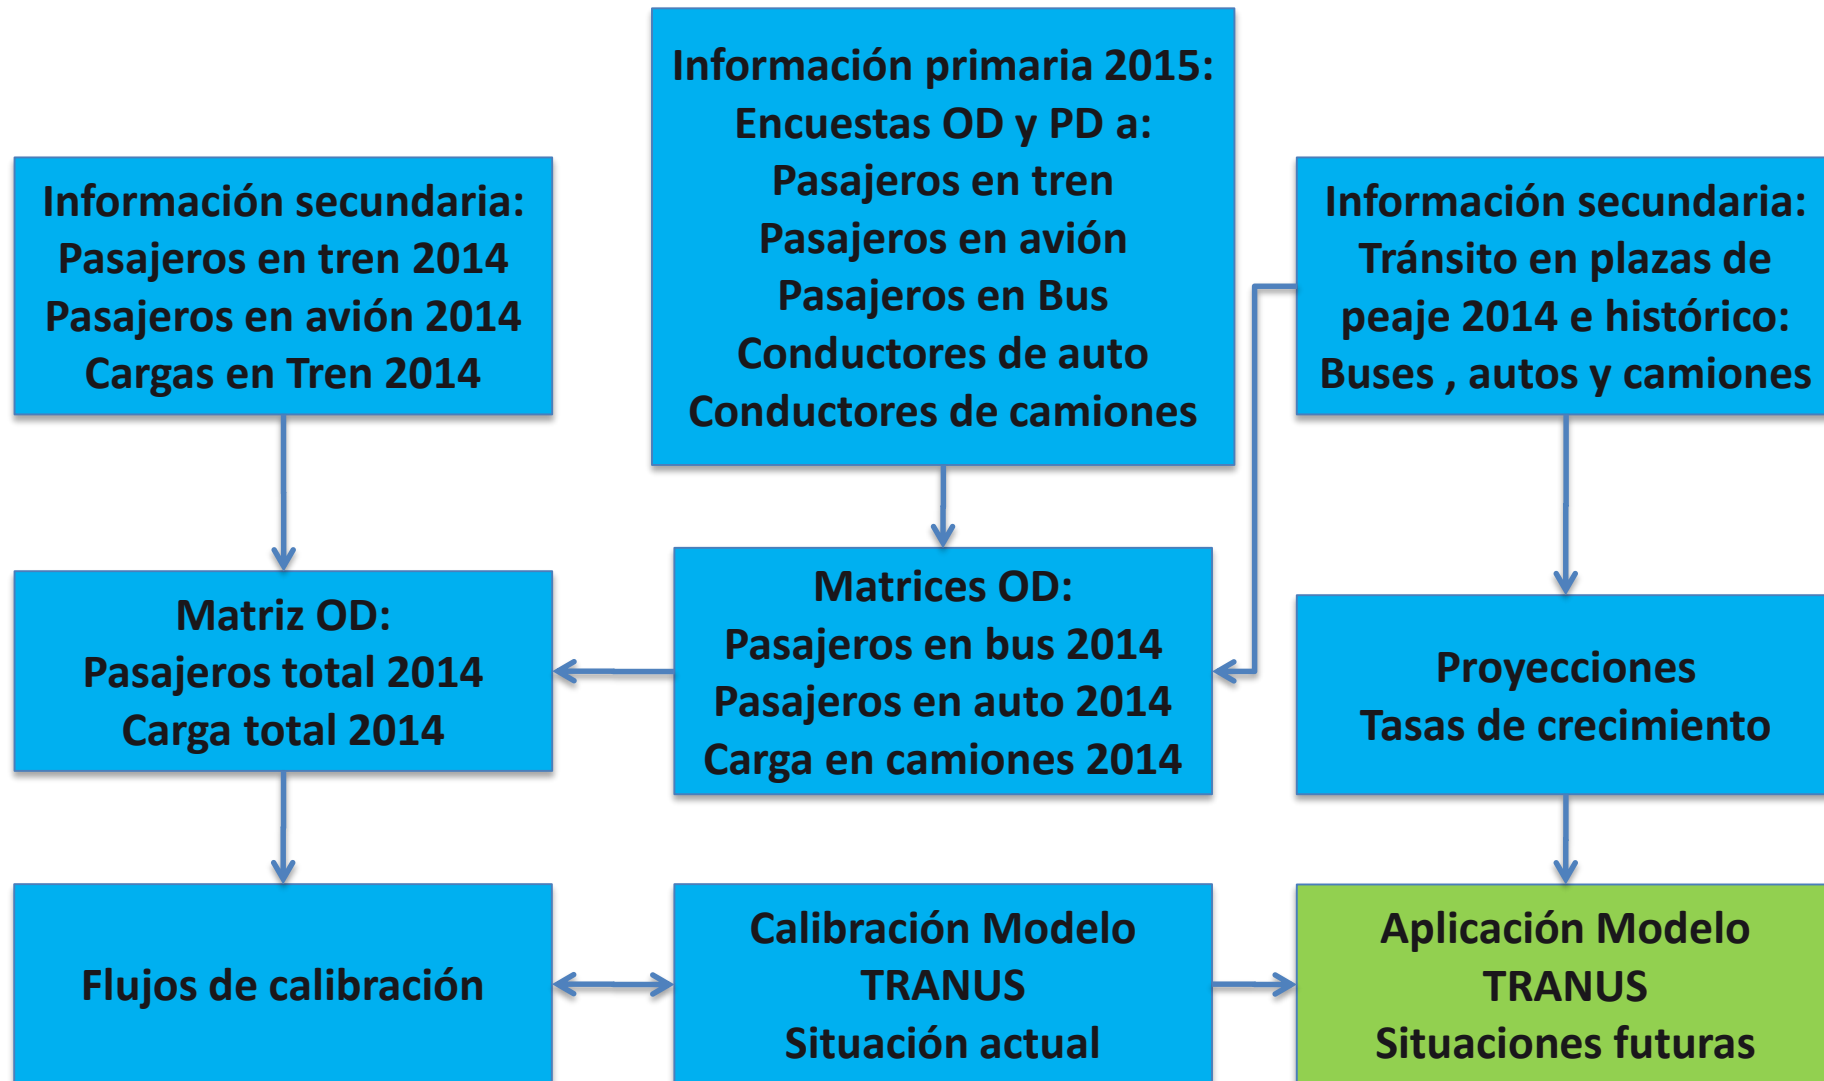 Información primaria 2015:
Encuestas OD y PD a:
Pasajeros en tren
Pasajeros en avión
Pasajeros en Bus
Conductores de auto
Conductores de camiones
Información secundaria:
Pasajeros en tren 2014
Pasajeros en avión 2014
Cargas en Tren 2014
Información secundaria:
Tránsito en plazas de
peaje 2014 e histórico:
Buses , autos y camiones
Matriz OD:
Pasajeros total 2014
Carga total 2014
Matrices OD:
Pasajeros en bus 2014
Pasajeros en auto 2014
Carga en camiones 2014
Proyecciones
Tasas de crecimiento
Flujos de calibración
Calibración Modelo
TRANUS
Situación actual
Aplicación Modelo
TRANUS
Situaciones futuras